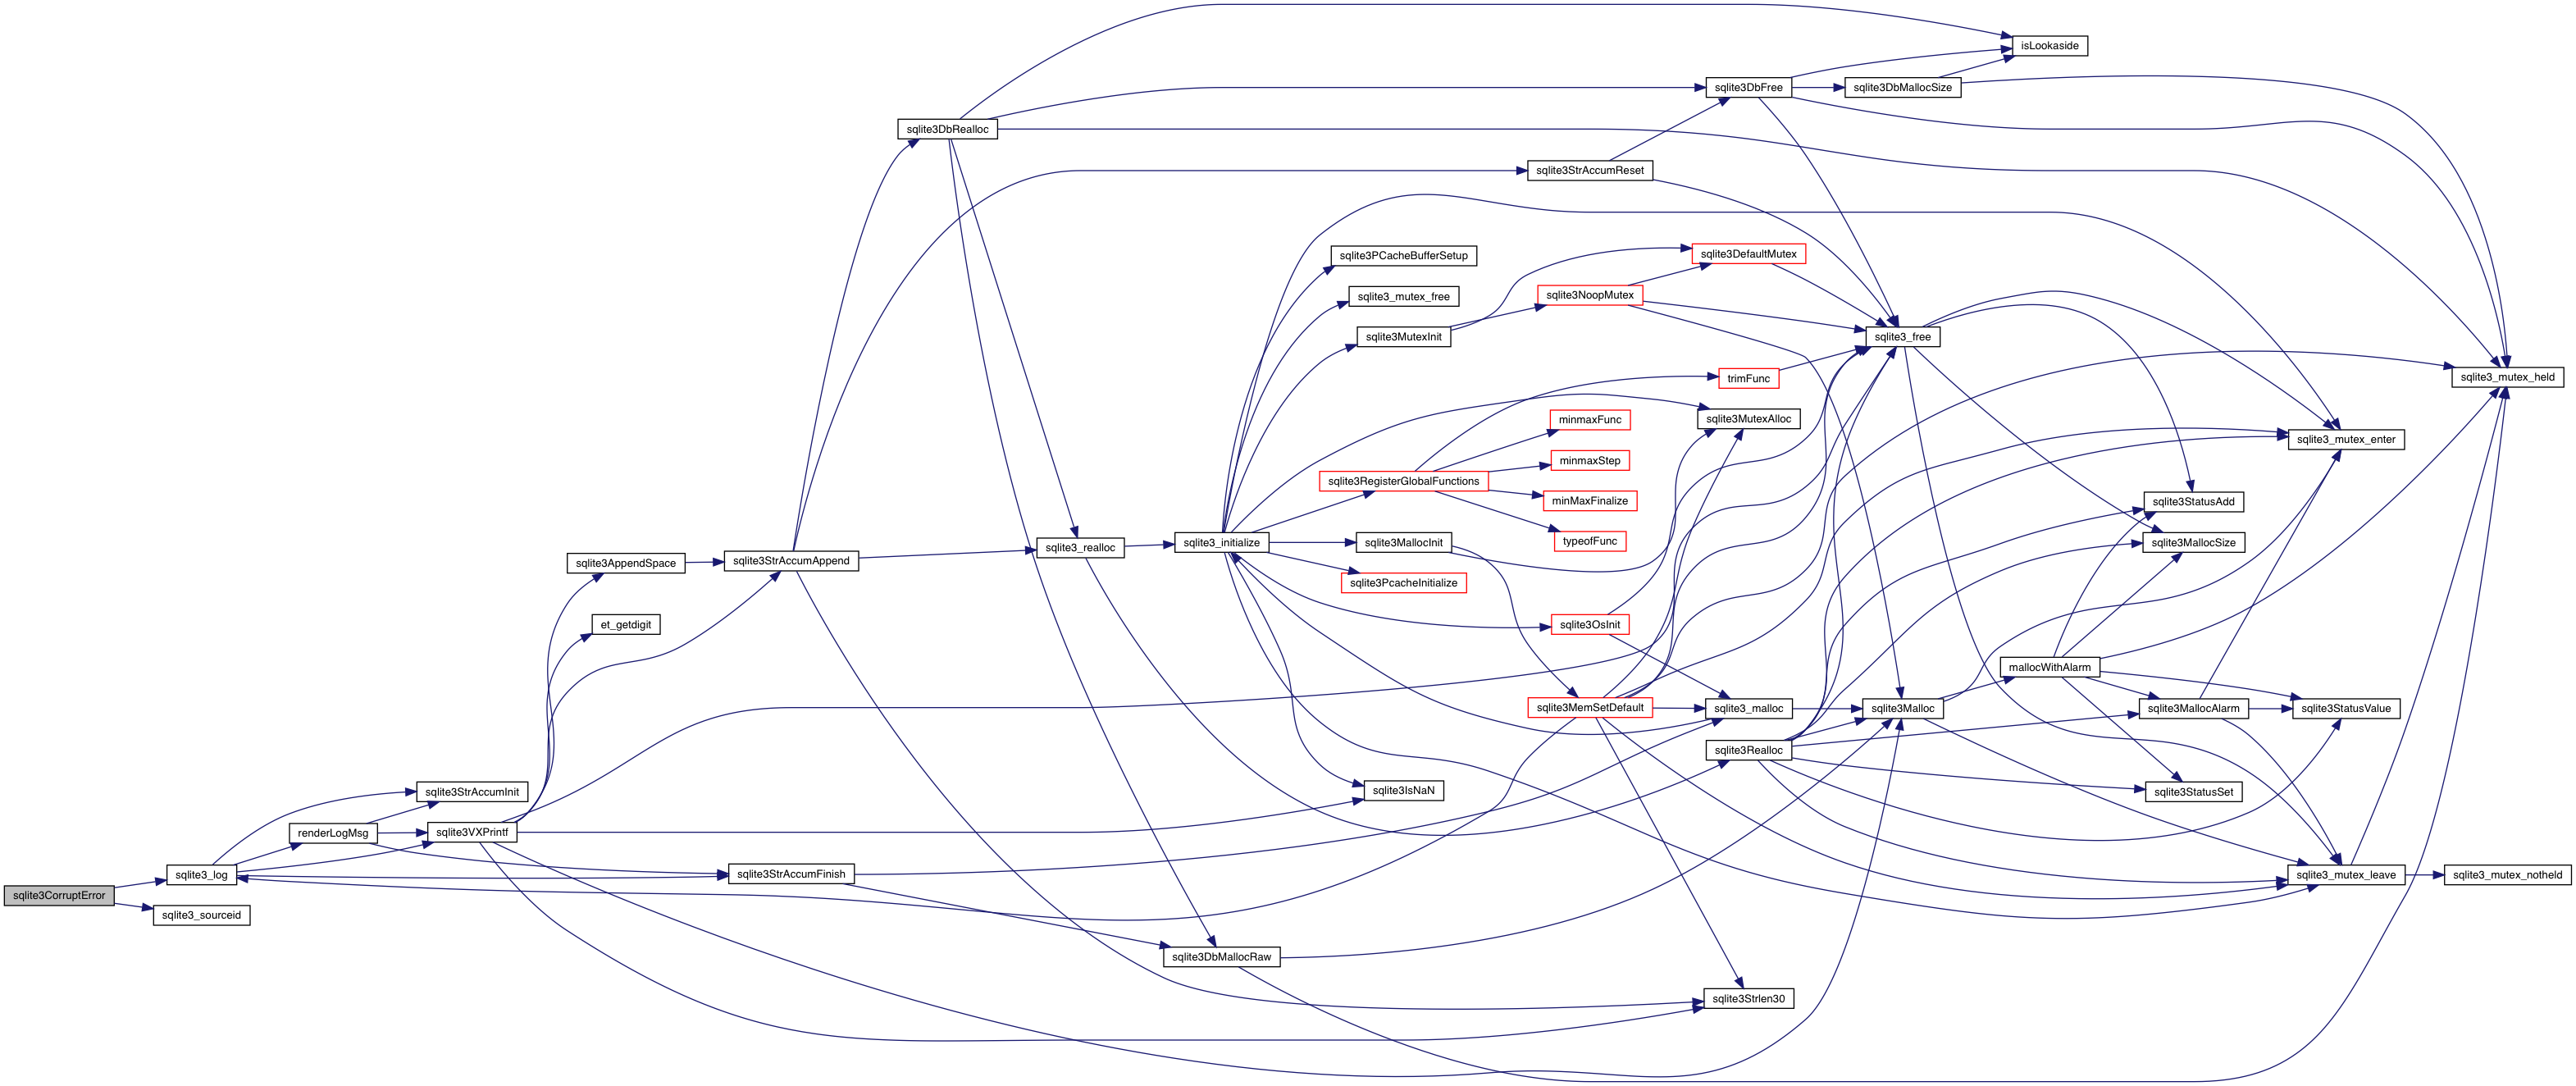 isLookaside
sqlite3DbFree
sqlite3DbMallocSize
sqlite3DbRealloc
sqlite3StrAccumReset
sqlite3PCacheBufferSetup
sqlite3DefaultMutex
sqlite3NoopMutex
sqlite3_mutex_free
sqlite3MutexInit
sqlite3_free
trimFunc
sqlite3_mutex_held
minmaxFunc
sqlite3MutexAlloc
sqlite3_mutex_enter
minmaxStep
sqlite3RegisterGlobalFunctions
minMaxFinalize
sqlite3StatusAdd
typeofFunc
sqlite3_initialize
sqlite3MallocInit
sqlite3MallocSize
sqlite3_realloc
sqlite3AppendSpace
sqlite3StrAccumAppend
sqlite3PcacheInitialize
et_getdigit
sqlite3OsInit
mallocWithAlarm
sqlite3MemSetDefault
sqlite3_malloc
sqlite3Malloc
sqlite3MallocAlarm
sqlite3StatusValue
sqlite3Realloc
sqlite3StrAccumInit
sqlite3IsNaN
sqlite3StatusSet
renderLogMsg
sqlite3VXPrintf
sqlite3_log
sqlite3StrAccumFinish
sqlite3_mutex_leave
sqlite3_mutex_notheld
sqlite3CorruptError
sqlite3_sourceid
sqlite3DbMallocRaw
sqlite3Strlen30